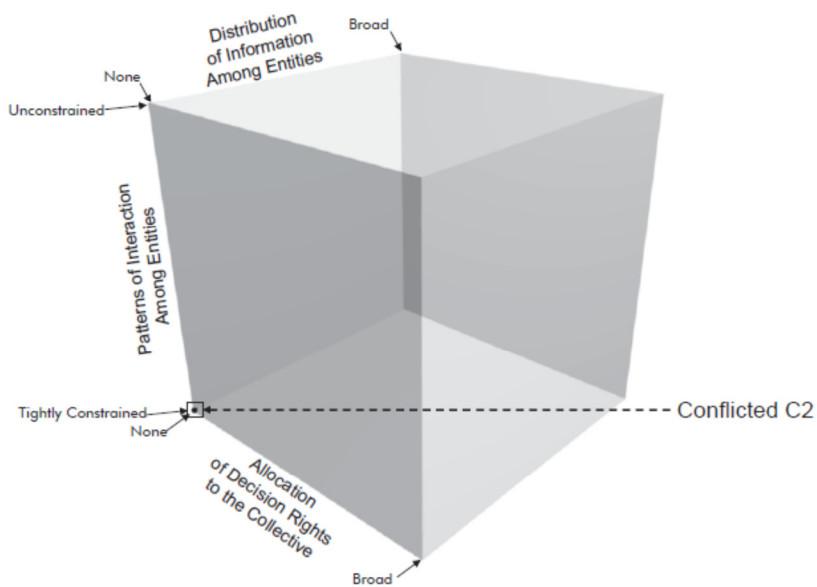 Distribution
of Information
Among Entities
Broad
None
Unconstrained
Patterns of Interaction
Among Entities
Tightly Constrained
None
Conflicted C2
Allocation
of Decision Rights
to the Collective
Broad